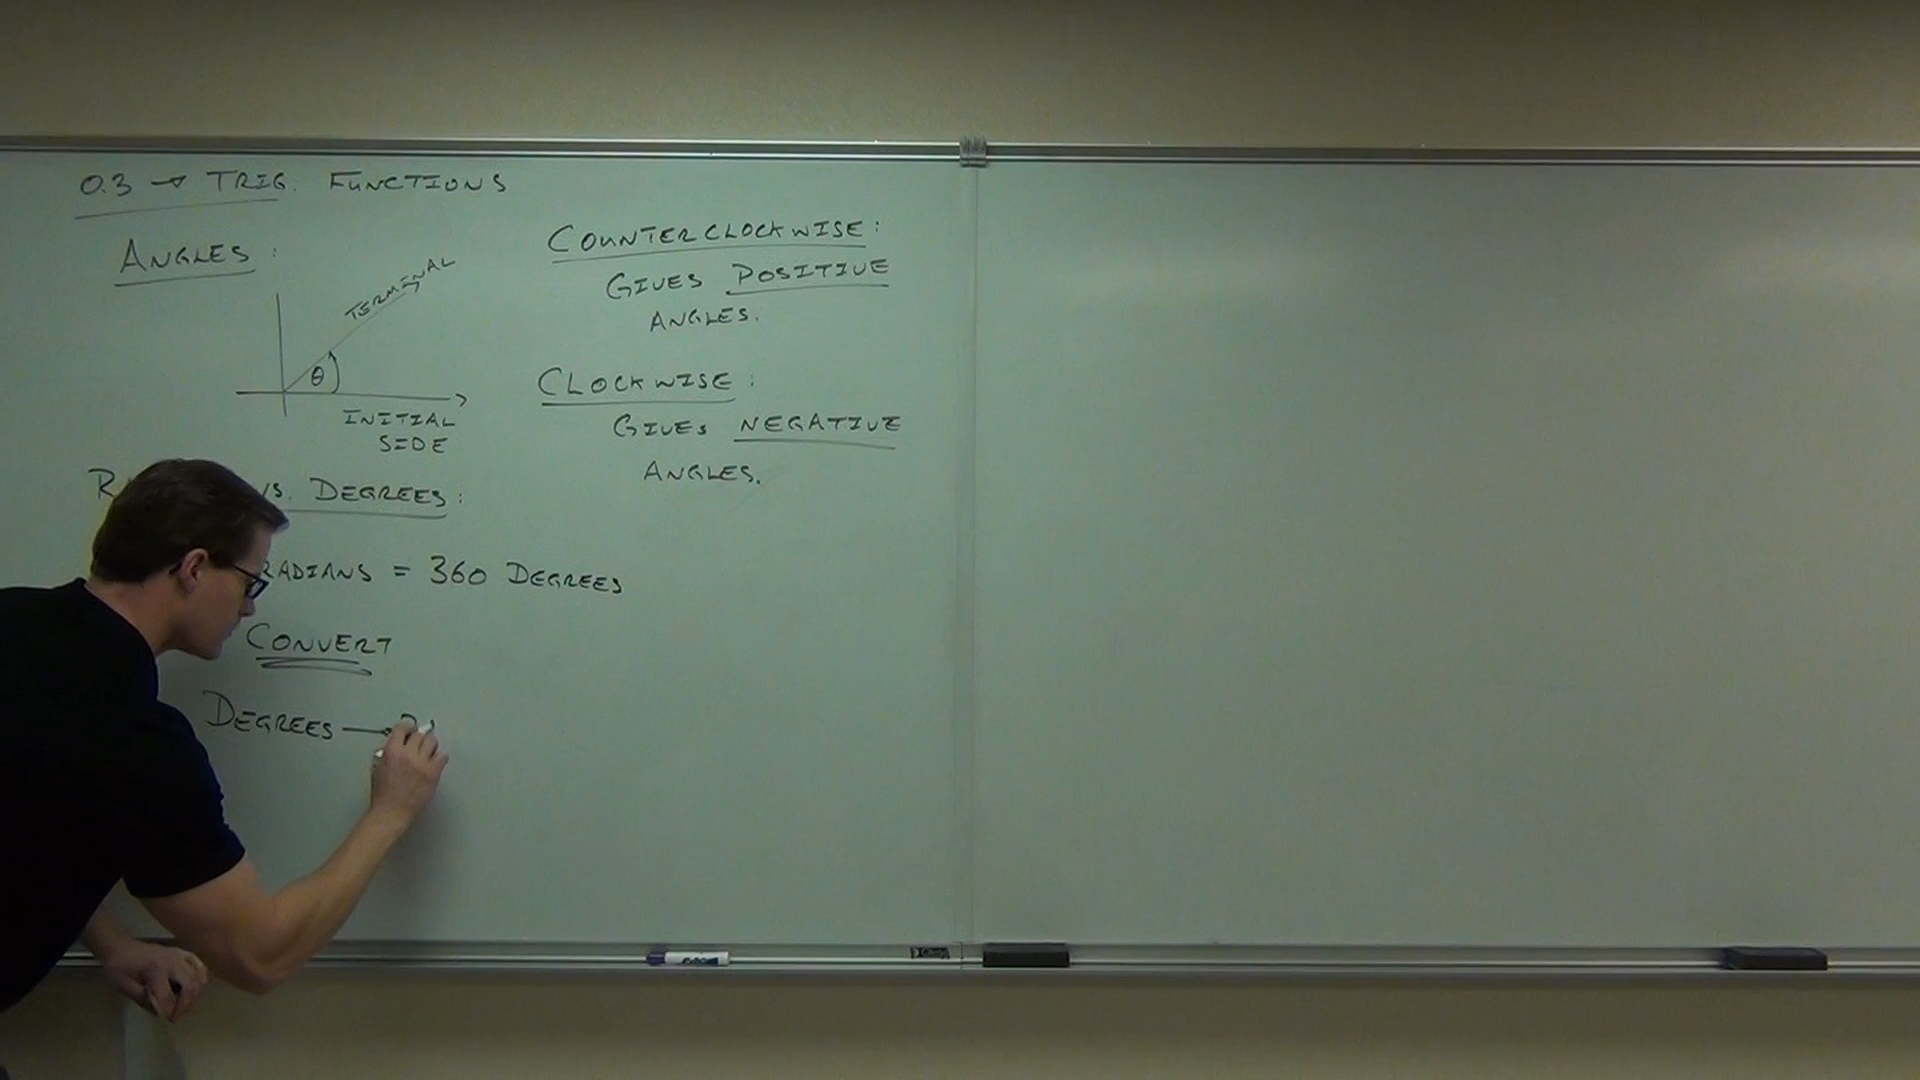 0.3 → TRIG. FUNCTIONS
ANGLES:
TERMINAL
θ
INITIAL
SIDE
COUNTERCLOCKWISE:
GIVES POSITIVE
ANGLES.
CLOCKWISE:
GIVES NEGATIVE
ANGLES.
VS. DEGREES:
RADIANS = 360 DEGREES
CONVERT
DEGREES →